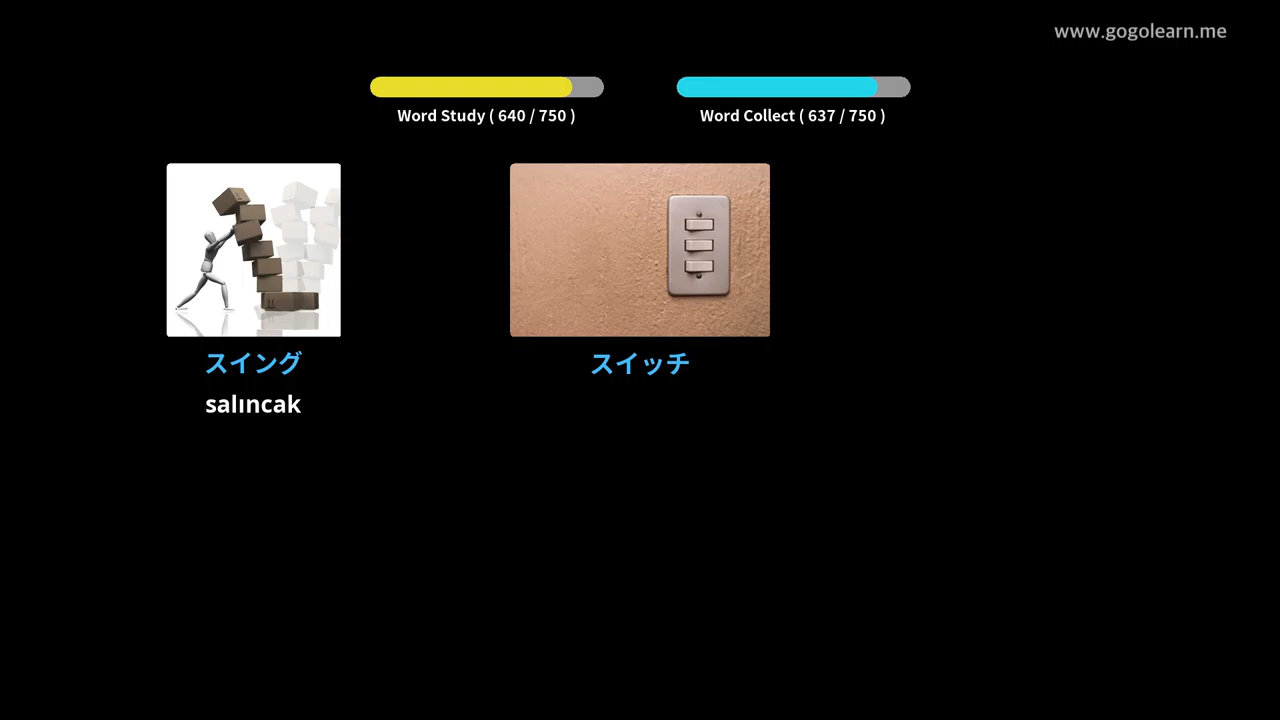 www.gogolearn.me
Word Study ( 640 / 750 )
Word Collect ( 637 / 750 )
スイング
スイッチ
salıncak